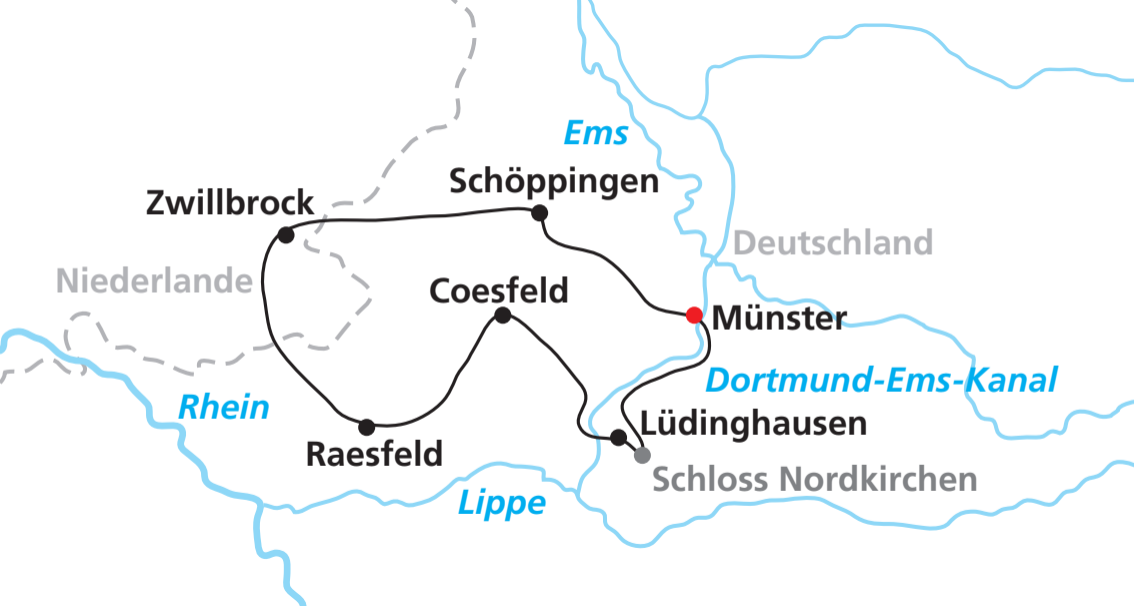 Ems
Schöppingen
Zwillbrock
Deutschland
Niederlande
Coesfeld
Münster
Dortmund-Ems-Kanal
Rhein
Lüdinghausen
Raesfeld
Schloss Nordkirchen
Lippe